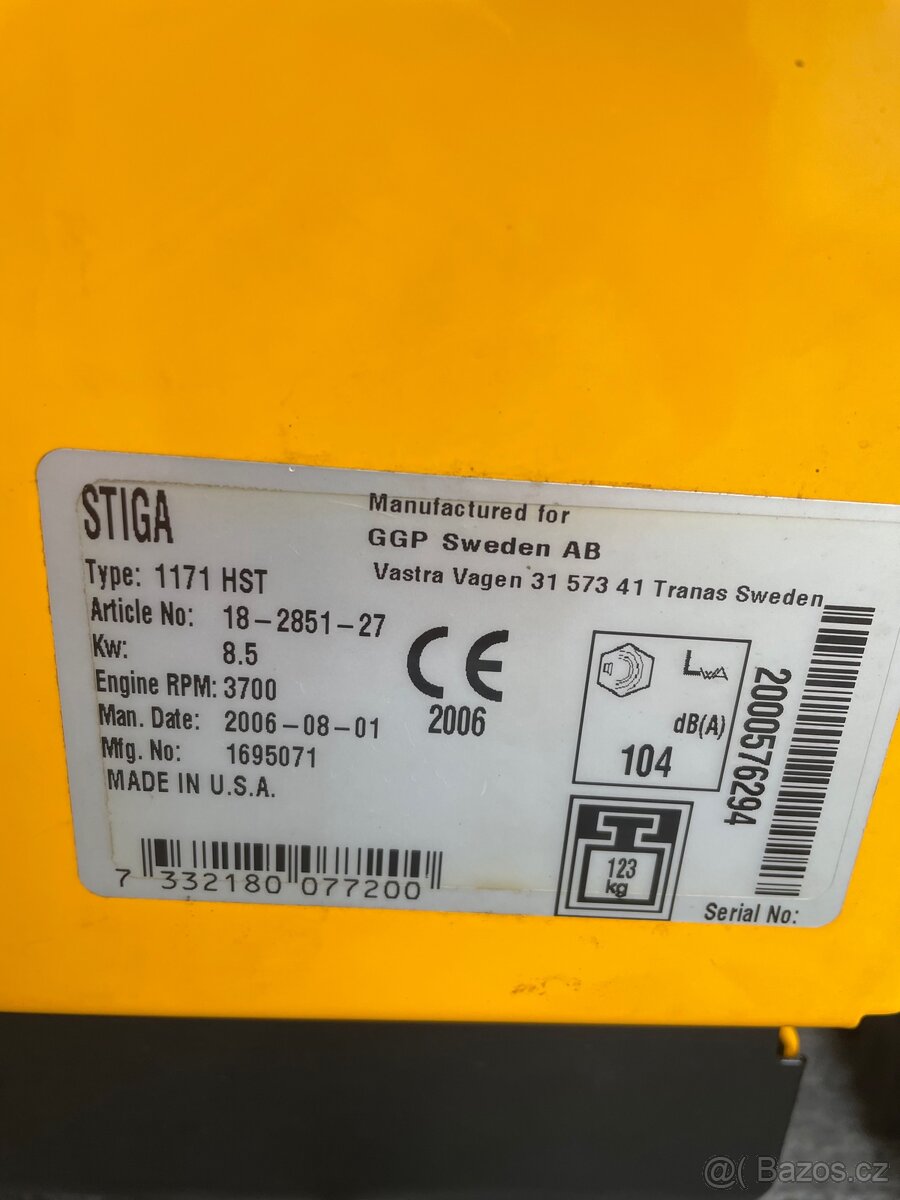 STIGA
Type: 1171 HST
Article No: 18-2851-27
Kw: 8.5
Engine RPM: 3700
Man. Date: 2006-08-01
Mfg. No: 1695071
MADE IN U.S.A.
7 332180 077200
Manufactured for
GGP Sweden AB
Vastra Vagen 31 573 41 Tranas Sweden
CE
2006
LWA
dB(A)
104
123
kg
2000576294
Serial No:
@( Bazos.cz